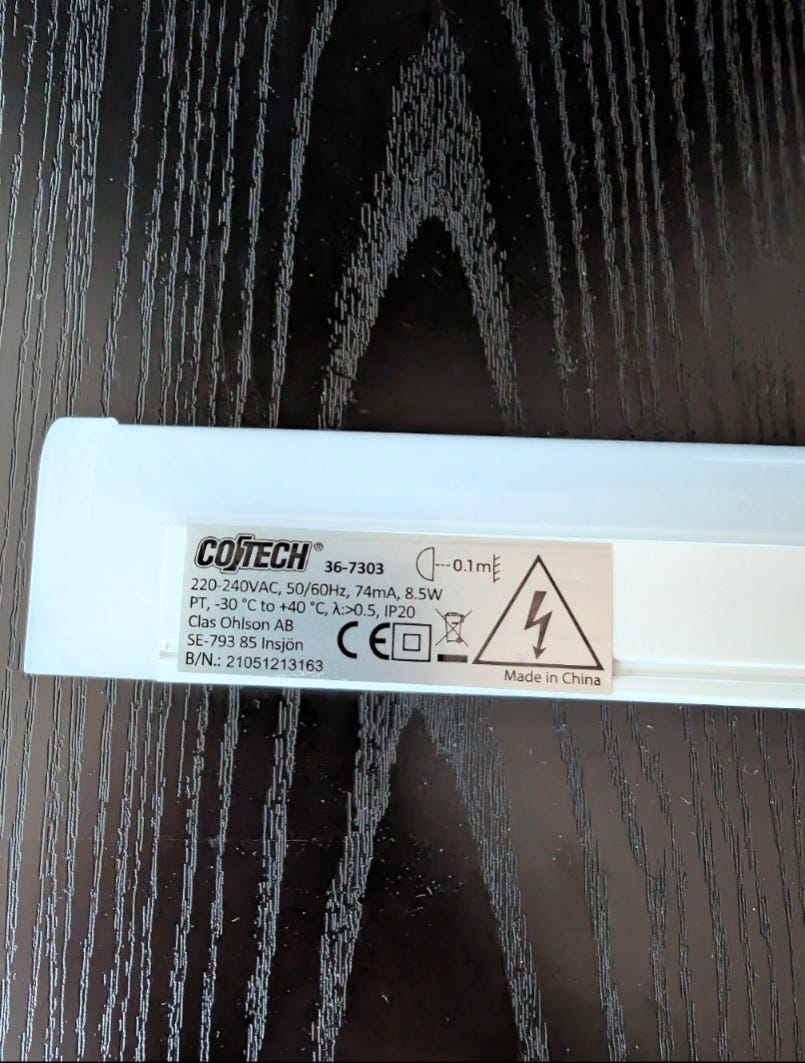 COTECH® 36-7303 0.1m
220-240VAC, 50/60Hz, 74mA, 8.5W
PT, -30 °C to +40 °C, λ:>0.5, IP20
Clas Ohlson AB
SE-793 85 Insjön
B/N.: 21051213163
CE
Made in China